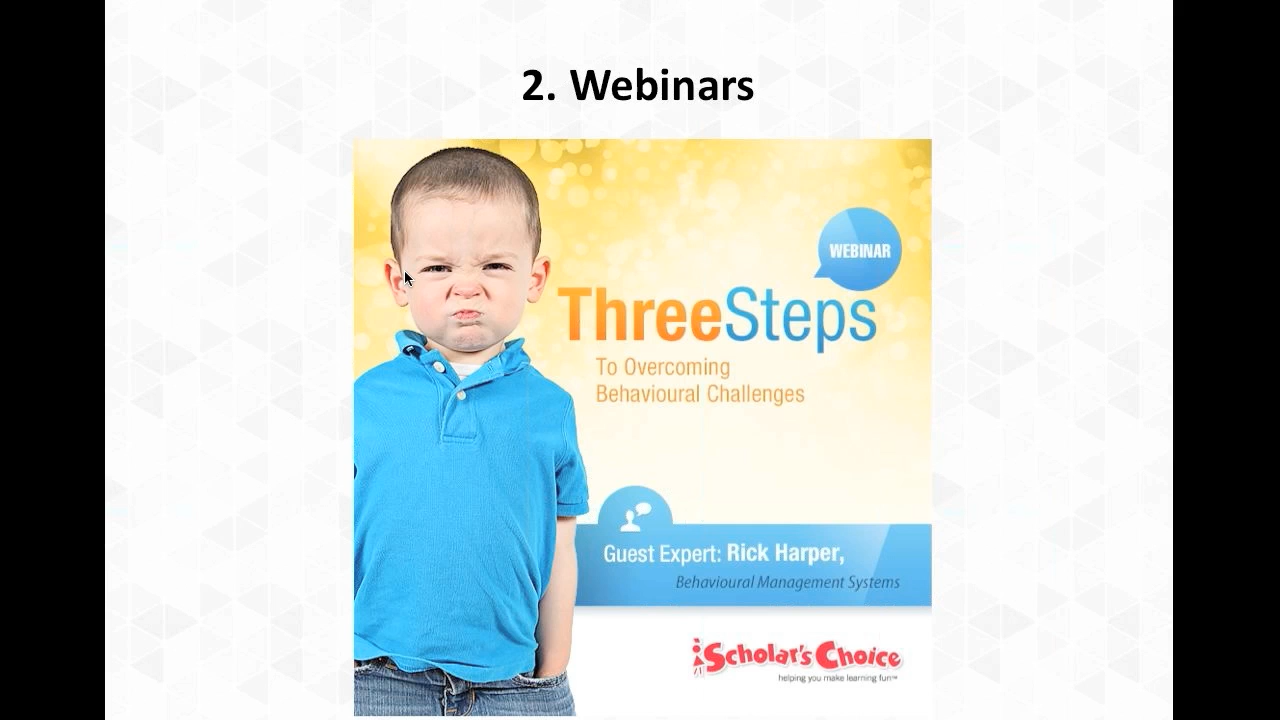 2. Webinars
WEBINAR
ThreeSteps
To Overcoming
Behavioural Challenges
Guest Expert: Rick Harper,
Behavioural Management Systems
Scholar's Choice
helping you make learning fun™